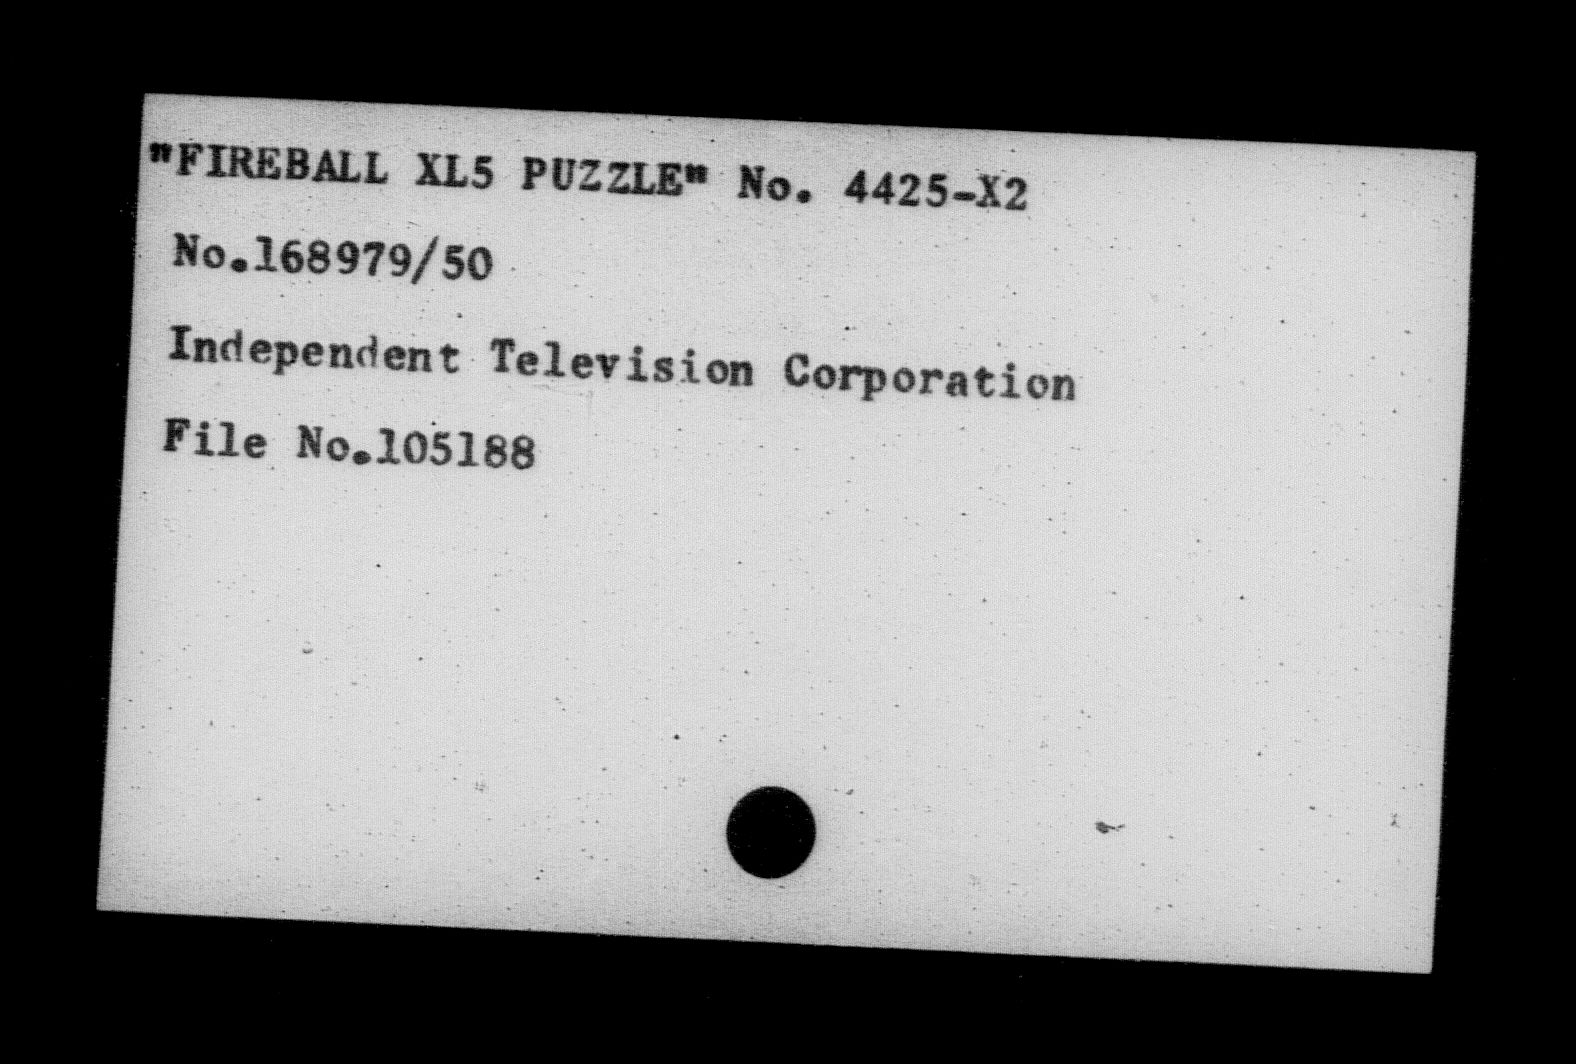 "FIREBALL XL5 PUZZLE" No. 4425-X2
No.168979/50
Independent Television Corporation
File No.105188